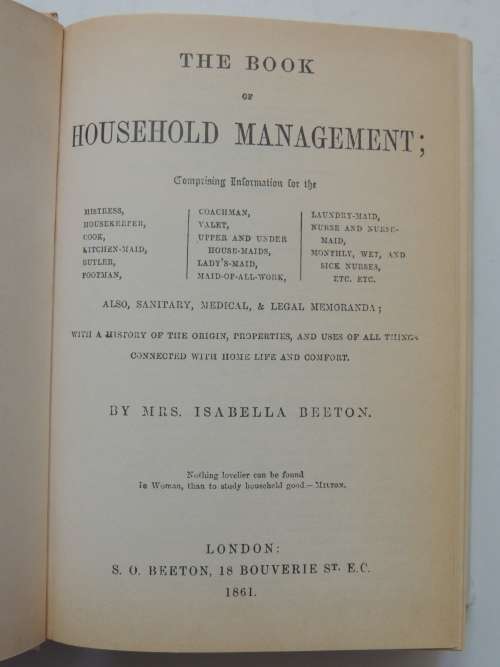 THE BOOK
OF
HOUSEHOLD MANAGEMENT;
Comprising Information for the
MISTRESS,
HOUSEKEEPER,
COOK,
KITCHEN-MAID,
BUTLER,
FOOTMAN,
COACHMAN,
VALET,
UPPER AND UNDER
HOUSE-MAIDS,
LADY'S-MAID,
MAID-OF-ALL-WORK,
LAUNDRY-MAID,
NURSE AND NURSE-
MAID,
MONTHLY, WET, AND
SICK NURSES,
ETC. ETC.
ALSO, SANITARY, MEDICAL, & LEGAL MEMORANDA;
WITH A HISTORY OF THE ORIGIN, PROPERTIES, AND USES OF ALL THINGS
CONNECTED WITH HOME LIFE AND COMFORT.
BY MRS. ISABELLA BEETON.
Nothing lovelier can be found
In Woman, than to study household good—MILTON.
LONDON:
S. O. BEETON, 18 BOUVERIE ST. E.C.
1861.